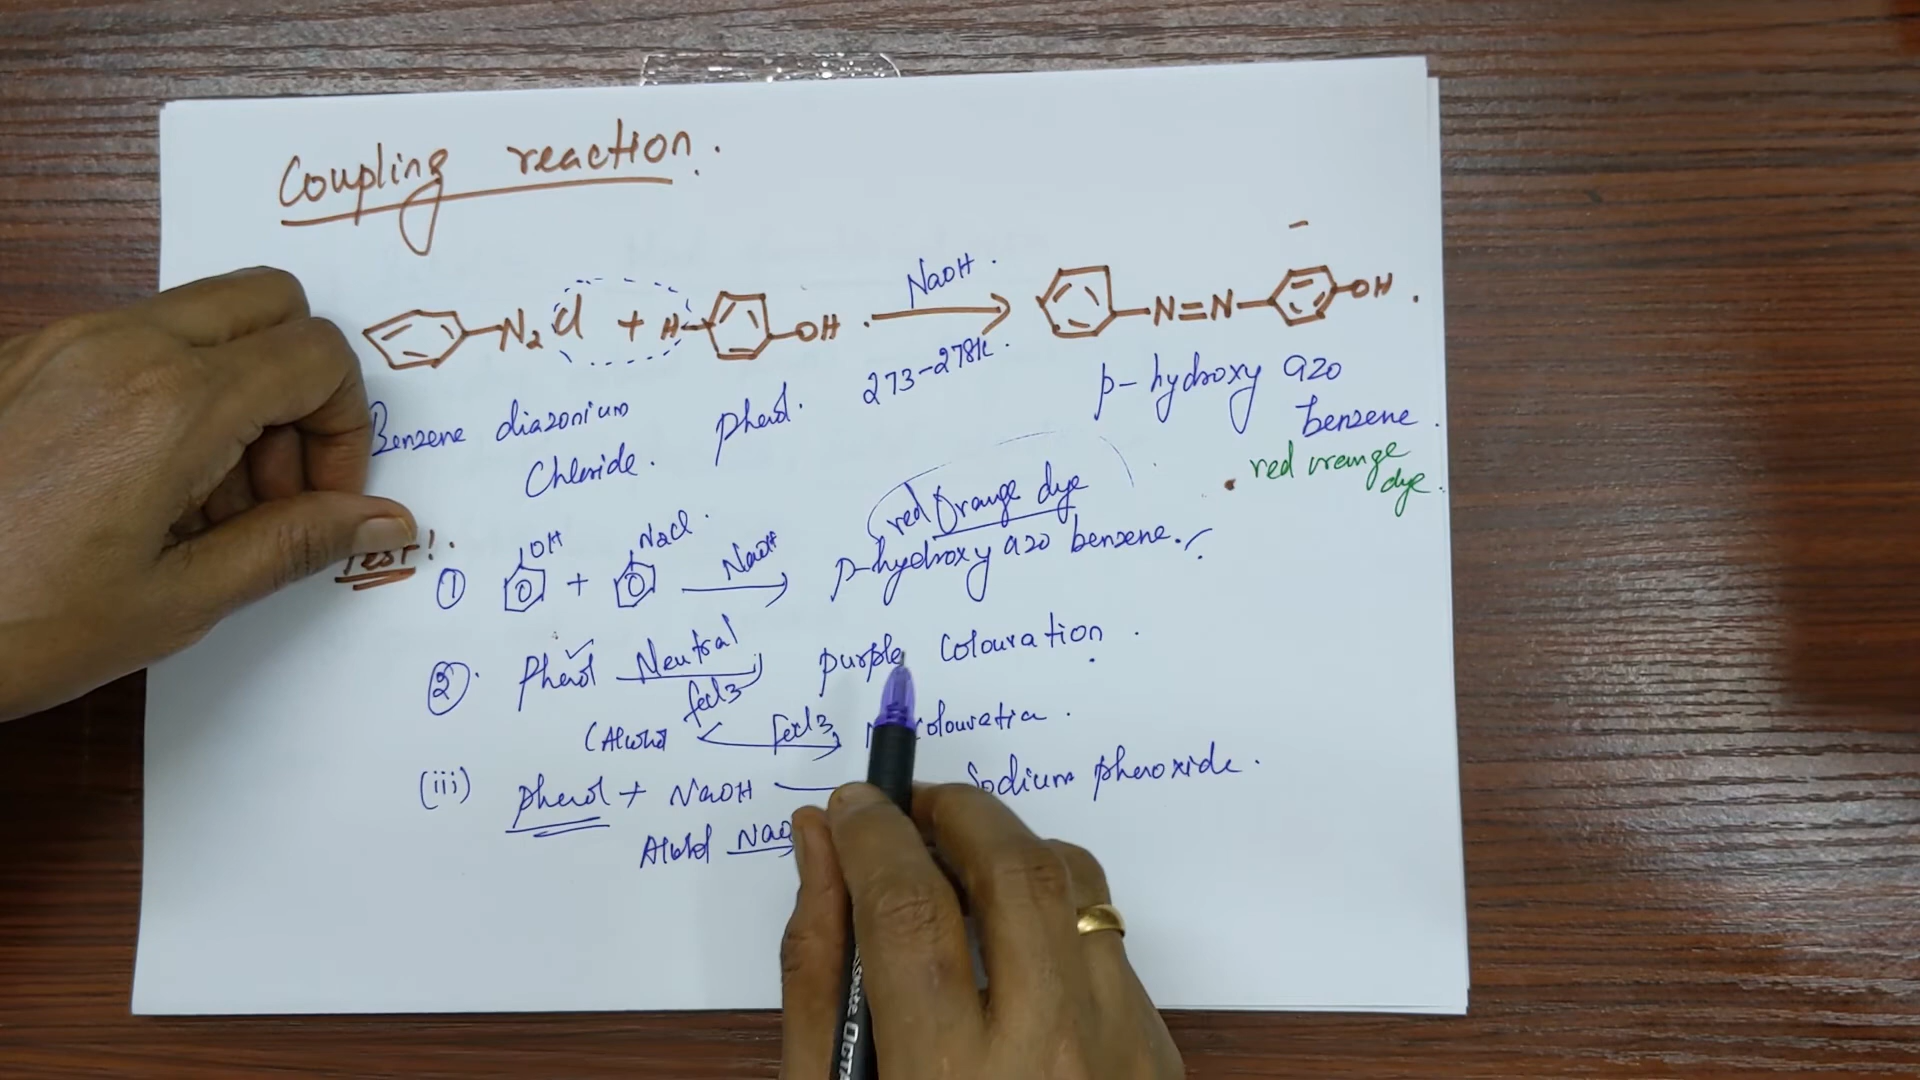 Coupling reaction.
N2 Cl + H OH . NaOH . N=N OH .
273-278K .
Benzene diazonium Chloride . Phenol . p-hydroxy azo benzene .
red orange dye .
Test! .
red Orange dye
① OH + N2Cl . NaOH p-hydroxy azo benzene .
② . Phenol Neutral fecl3 purple Colouration .
(Alcohol fecl3 colouration .
(iii) phenol + NaOH Sodium phenoxide .
Alcohol